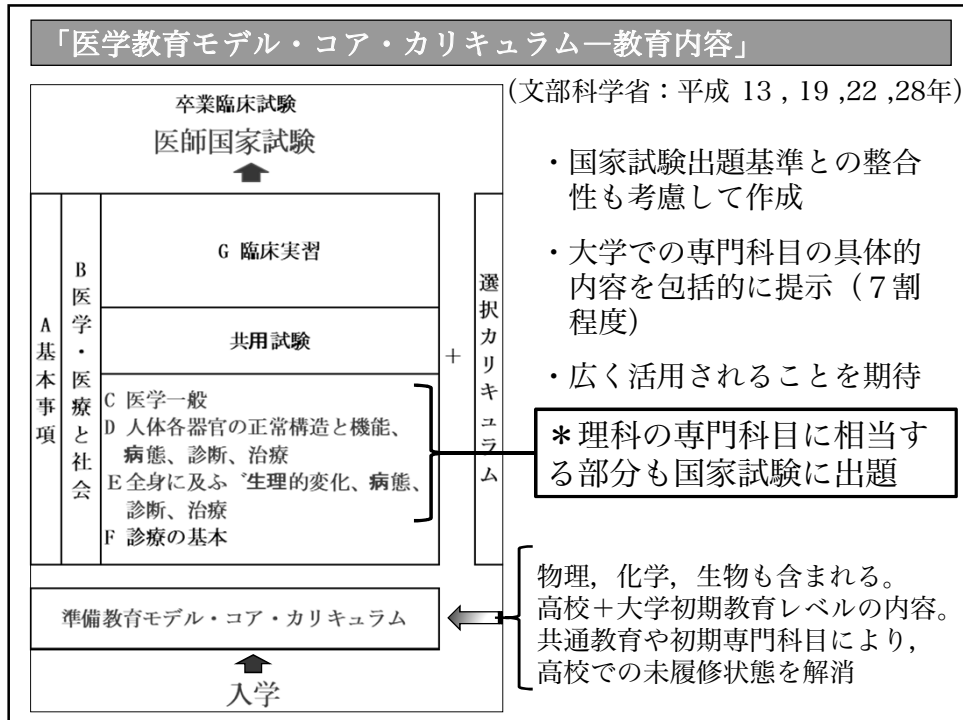 「医学教育モデル・コア・カリキュラム―教育内容」
(文部科学省：平成 13 , 19 ,22 ,28年)
卒業臨床試験
医師国家試験
A基本事項
B医学・医療と社会
G 臨床実習
共用試験
C 医学一般
D 人体各器官の正常構造と機能、
病態、診断、治療
E全身に及ふ゛生理的変化、病態、
診断、治療
F 診療の基本
+
選択カリキュラム
準備教育モデル・コア・カリキュラム
入学
・国家試験出題基準との整合
性も考慮して作成
・大学での専門科目の具体的
内容を包括的に提示（７割
程度）
・広く活用されることを期待
＊理科の専門科目に相当す
る部分も国家試験に出題
物理，化学，生物も含まれる。
高校＋大学初期教育レベルの内容。
共通教育や初期専門科目により，
高校での未履修状態を解消